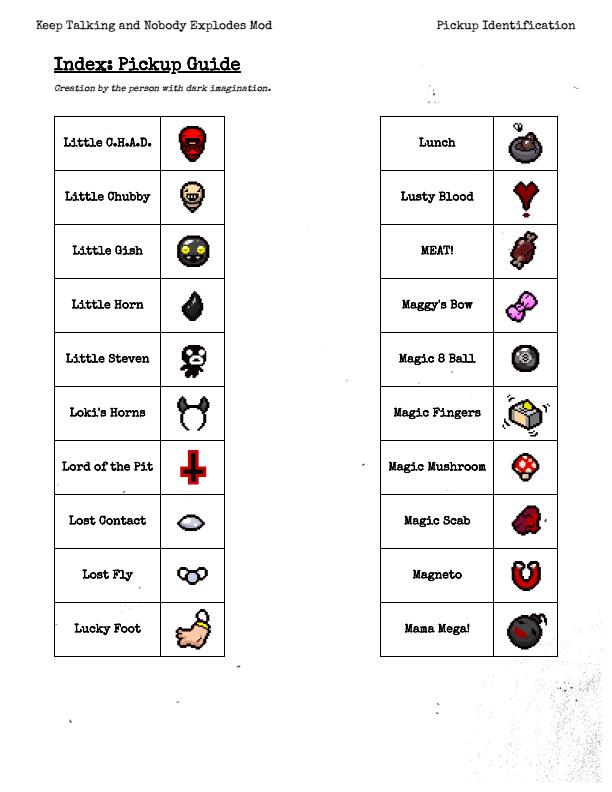 Keep Talking and Nobody Explodes Mod
Pickup Identification
Index: Pickup Guide
Creation by the person with dark imagination.
Little C.H.A.D.
Little Chubby
Little Gish
Little Horn
Little Steven
Loki's Horns
Lord of the Pit
Lost Contact
Lost Fly
Lucky Foot
Lunch
Lusty Blood
MEAT!
Maggy's Bow
Magic 8 Ball
Magic Fingers
Magic Mushroom
Magic Scab
Magneto
Mama Mega!